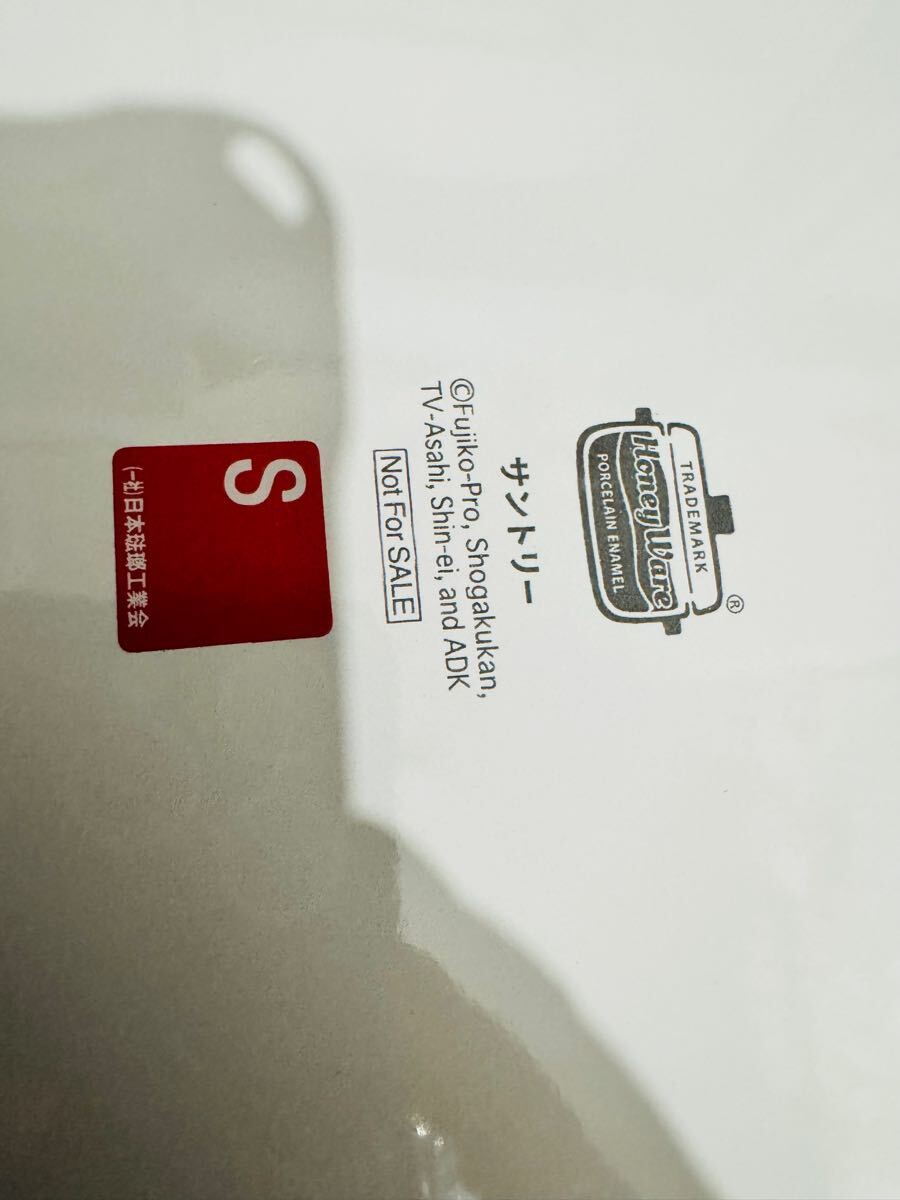 TRADEMARK
Honey Ware
PORCELAIN ENAMEL
®
サントリー
©Fujiko-Pro, Shogakukan,
TV-Asahi, Shin-ei, and ADK
Not For SALE
S
(一社)日本琺瑯工業会